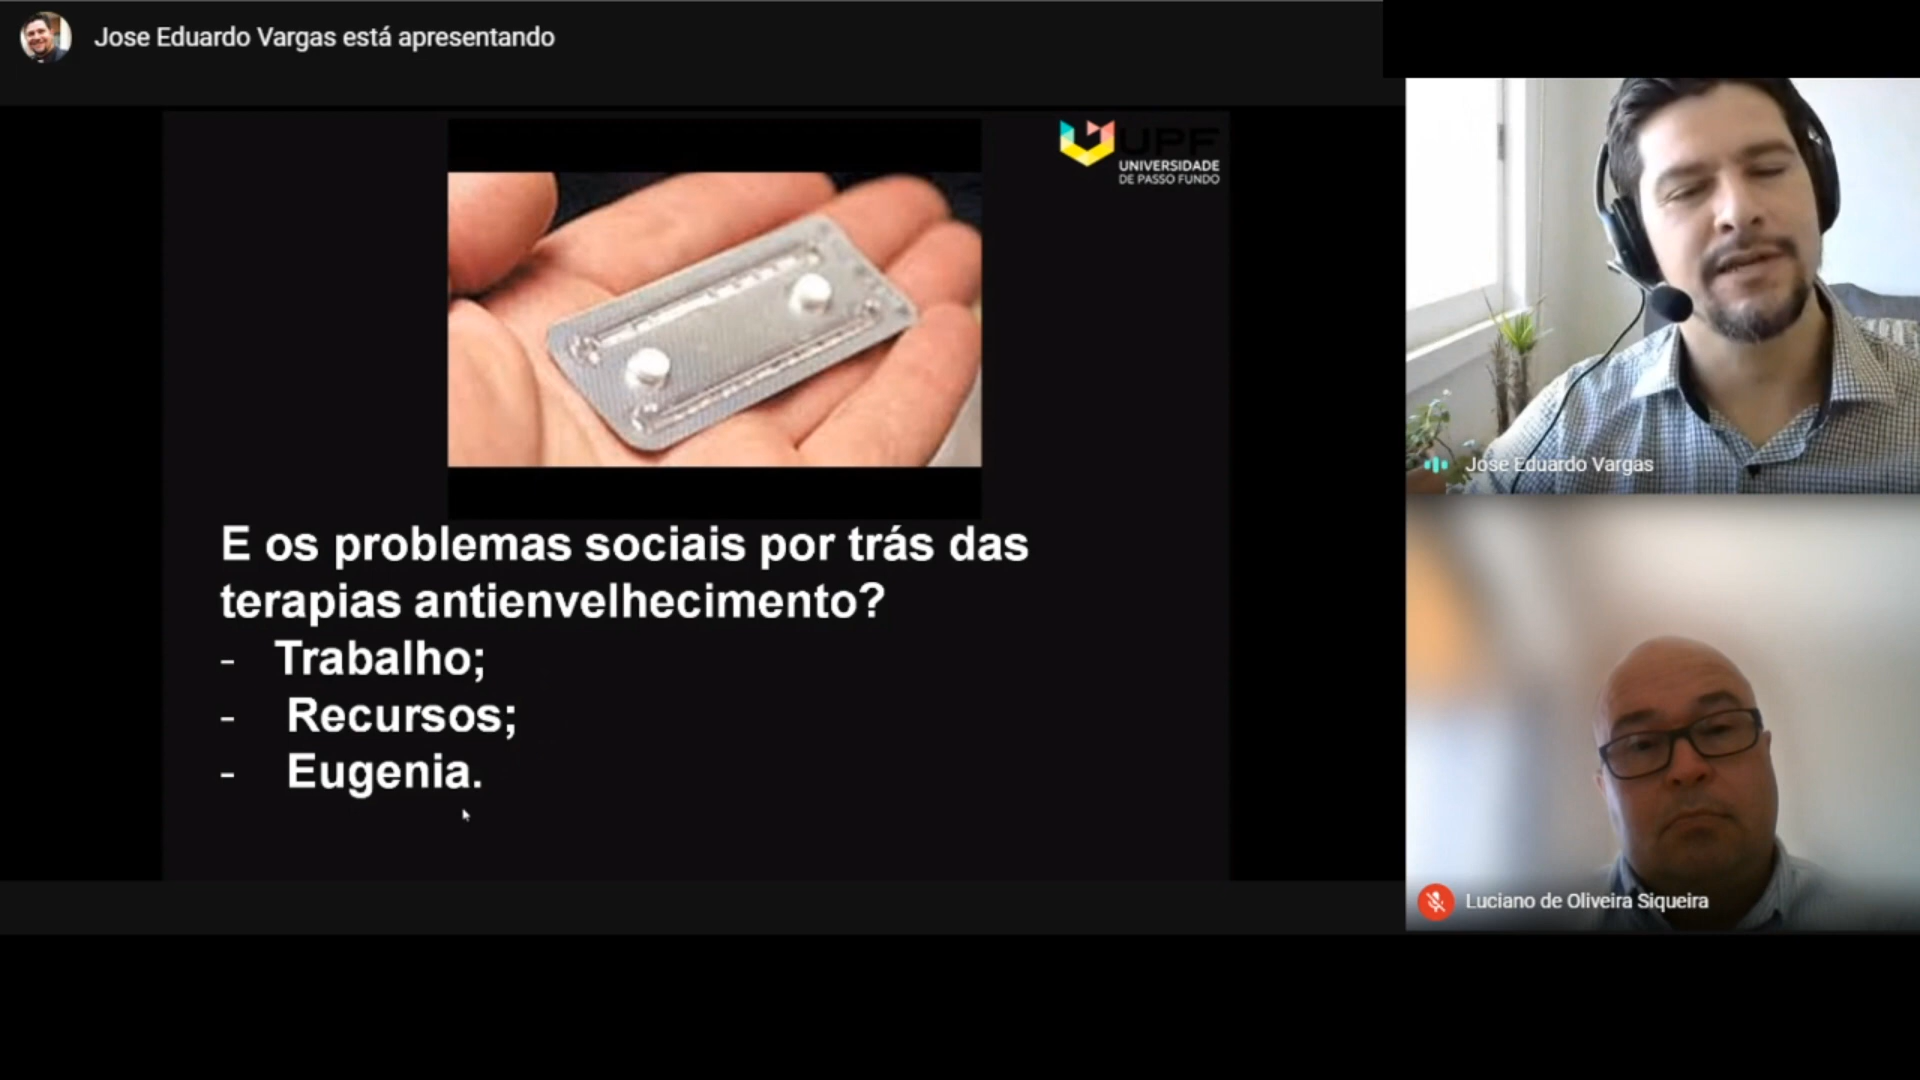 Jose Eduardo Vargas está apresentando
UPF
UNIVERSIDADE
DE PASSO FUNDO
E os problemas sociais por trás das
terapias antienvelhecimento?
- Trabalho;
- Recursos;
- Eugenia.
Jose Eduardo Vargas
Luciano de Oliveira Siqueira